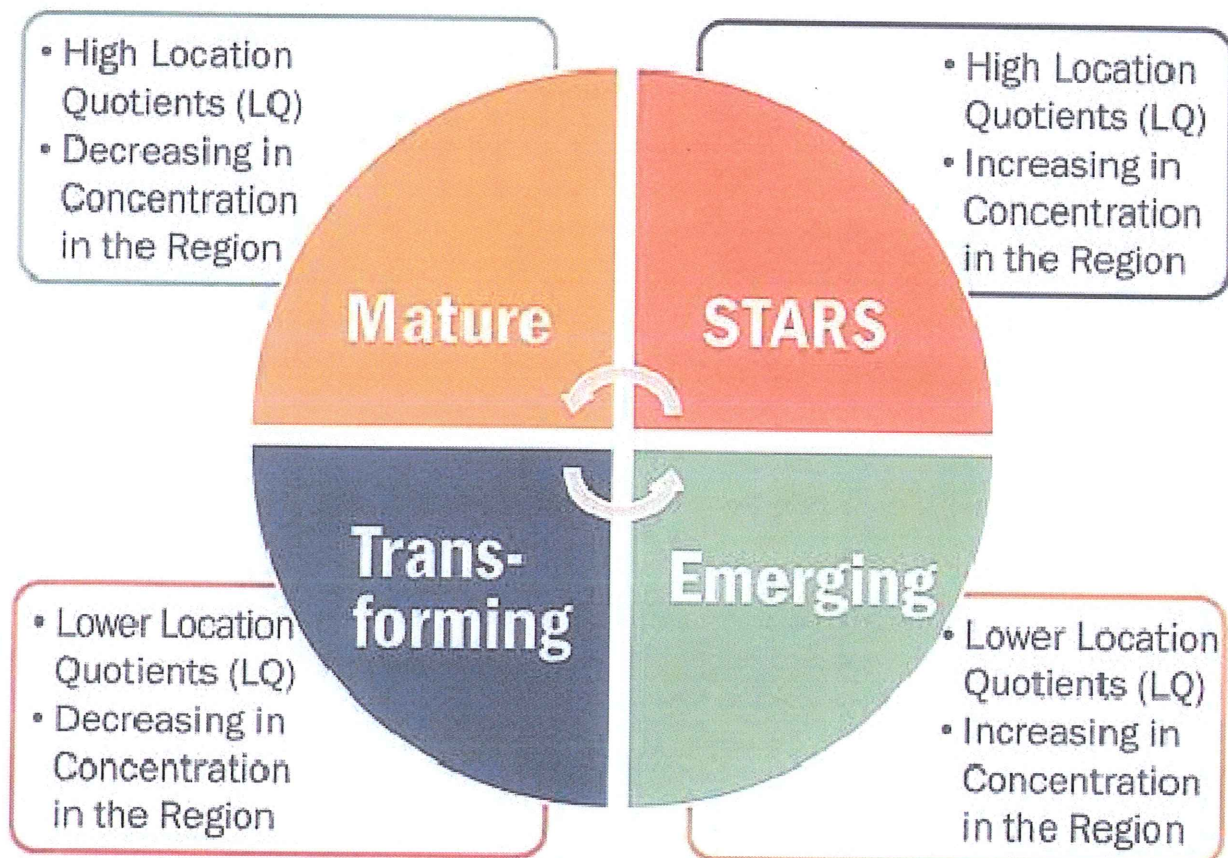 • High Location
Quotients (LQ)
• Decreasing in
Concentration
in the Region
• High Location
Quotients (LQ)
• Increasing in
Concentration
in the Region
Mature
STARS
Trans-
forming
Emerging
• Lower Location
Quotients (LQ)
• Decreasing in
Concentration
in the Region
• Lower Location
Quotients (LQ)
• Increasing in
Concentration
in the Region